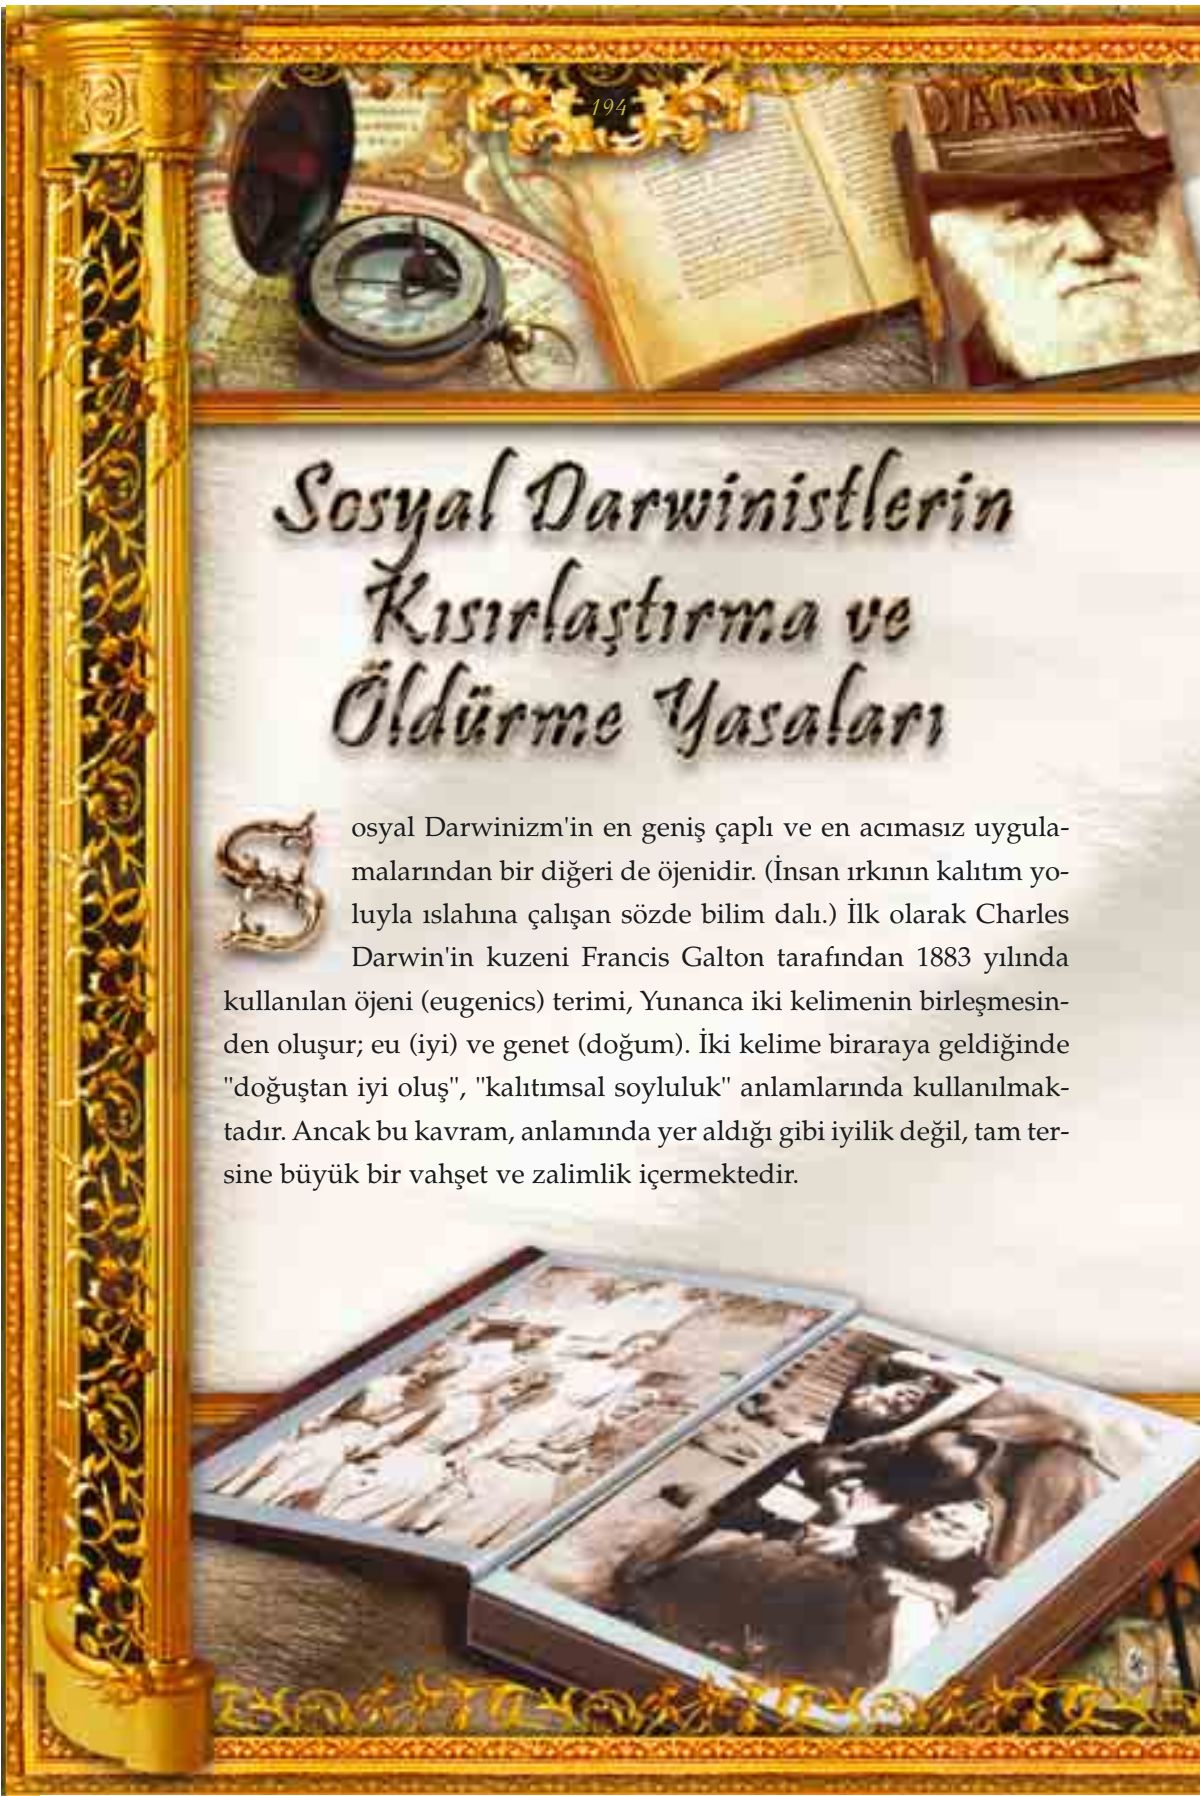 194
DARWIN
Sosyal Darwinistlerin
Kısırlaştırma ve
Öldürme Yasaları
Sosyal Darwinizm'in en geniş çaplı ve en acımasız uygula-
malarından bir diğeri de öjenidir. (İnsan ırkının kalıtım yo-
luyla ıslahına çalışan sözde bilim dalı.) İlk olarak Charles
Darwin'in kuzeni Francis Galton tarafından 1883 yılında
kullanılan öjeni (eugenics) terimi, Yunanca iki kelimenin birleşmesin-
den oluşur; eu (iyi) ve genet (doğum). İki kelime biraraya geldiğinde
"doğuştan iyi oluş", "kalıtımsal soyluluk" anlamlarında kullanılmak-
tadır. Ancak bu kavram, anlamında yer aldığı gibi iyilik değil, tam ter-
sine büyük bir vahşet ve zalimlik içermektedir.